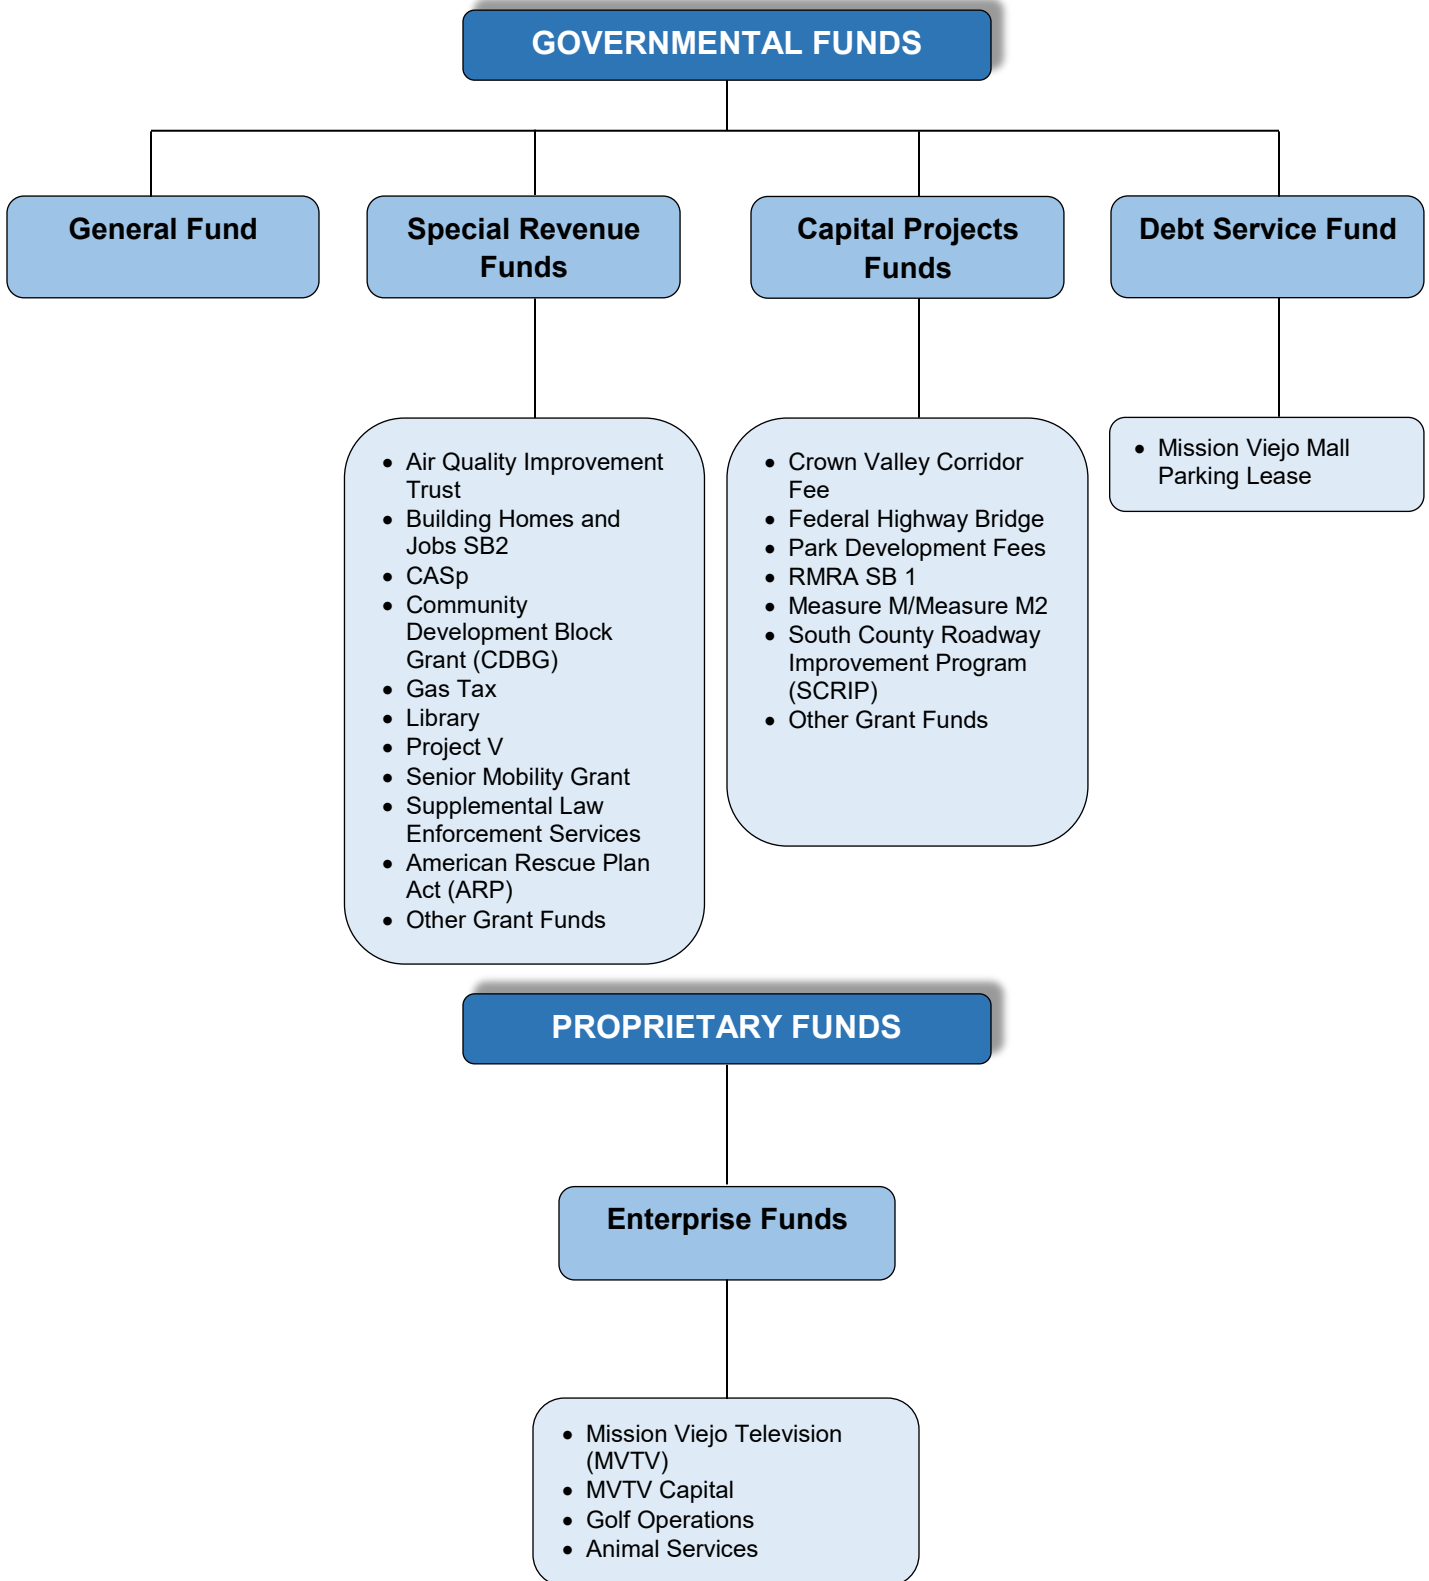 GOVERNMENTAL FUNDS
General Fund
Special Revenue
Funds
Capital Projects
Funds
Debt Service Fund
• Air Quality Improvement
Trust
• Building Homes and
Jobs SB2
• CASp
• Community
Development Block
Grant (CDBG)
• Gas Tax
• Library
• Project V
• Senior Mobility Grant
• Supplemental Law
Enforcement Services
• American Rescue Plan
Act (ARP)
• Other Grant Funds
• Crown Valley Corridor
Fee
• Federal Highway Bridge
• Park Development Fees
• RMRA SB 1
• Measure M/Measure M2
• South County Roadway
Improvement Program
(SCRIP)
• Other Grant Funds
• Mission Viejo Mall
Parking Lease
PROPRIETARY FUNDS
Enterprise Funds
• Mission Viejo Television
(MVTV)
• MVTV Capital
• Golf Operations
• Animal Services